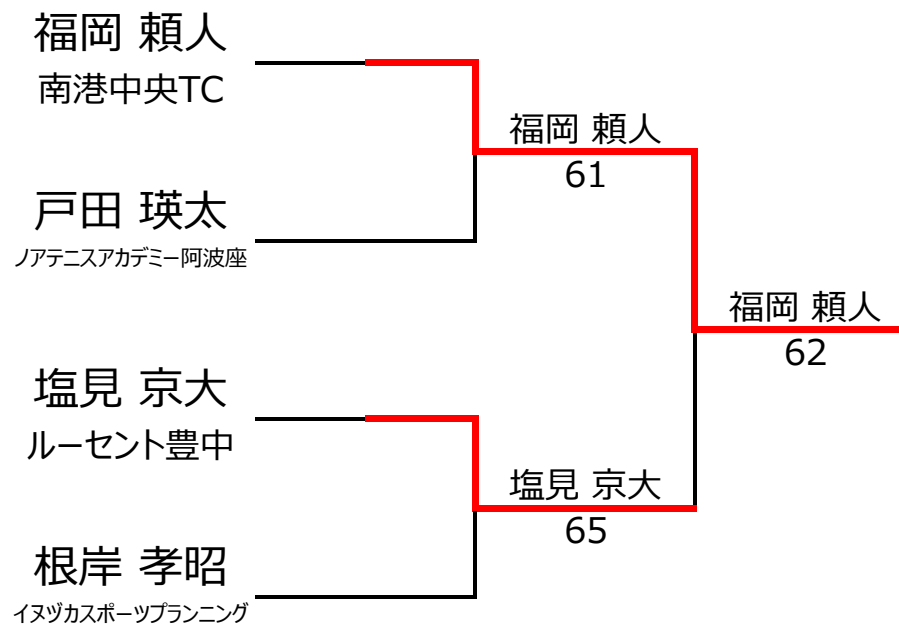 福岡 頼人
南港中央TC
福岡 頼人
61
戸田 瑛太
ノアテニスアカデミー阿波座
福岡 頼人
62
塩見 京大
ルーセント豊中
塩見 京大
65
根岸 孝昭
イヌヅカスポーツプランニング